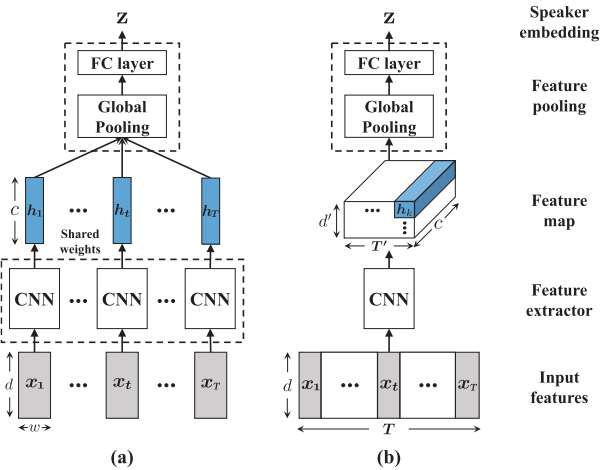 Z
FC layer
Global
Pooling
c
h1 ••• ht ••• hT
Shared
weights
CNN ••• CNN ••• CNN
d
x1 ••• xt ••• xT
w
(a)
Z
FC layer
Global
Pooling
••• hk
d′
T′
c
CNN
d
x1 ••• xt ••• xT
T
(b)
Speaker
embedding
Feature
pooling
Feature
map
Feature
extractor
Input
features